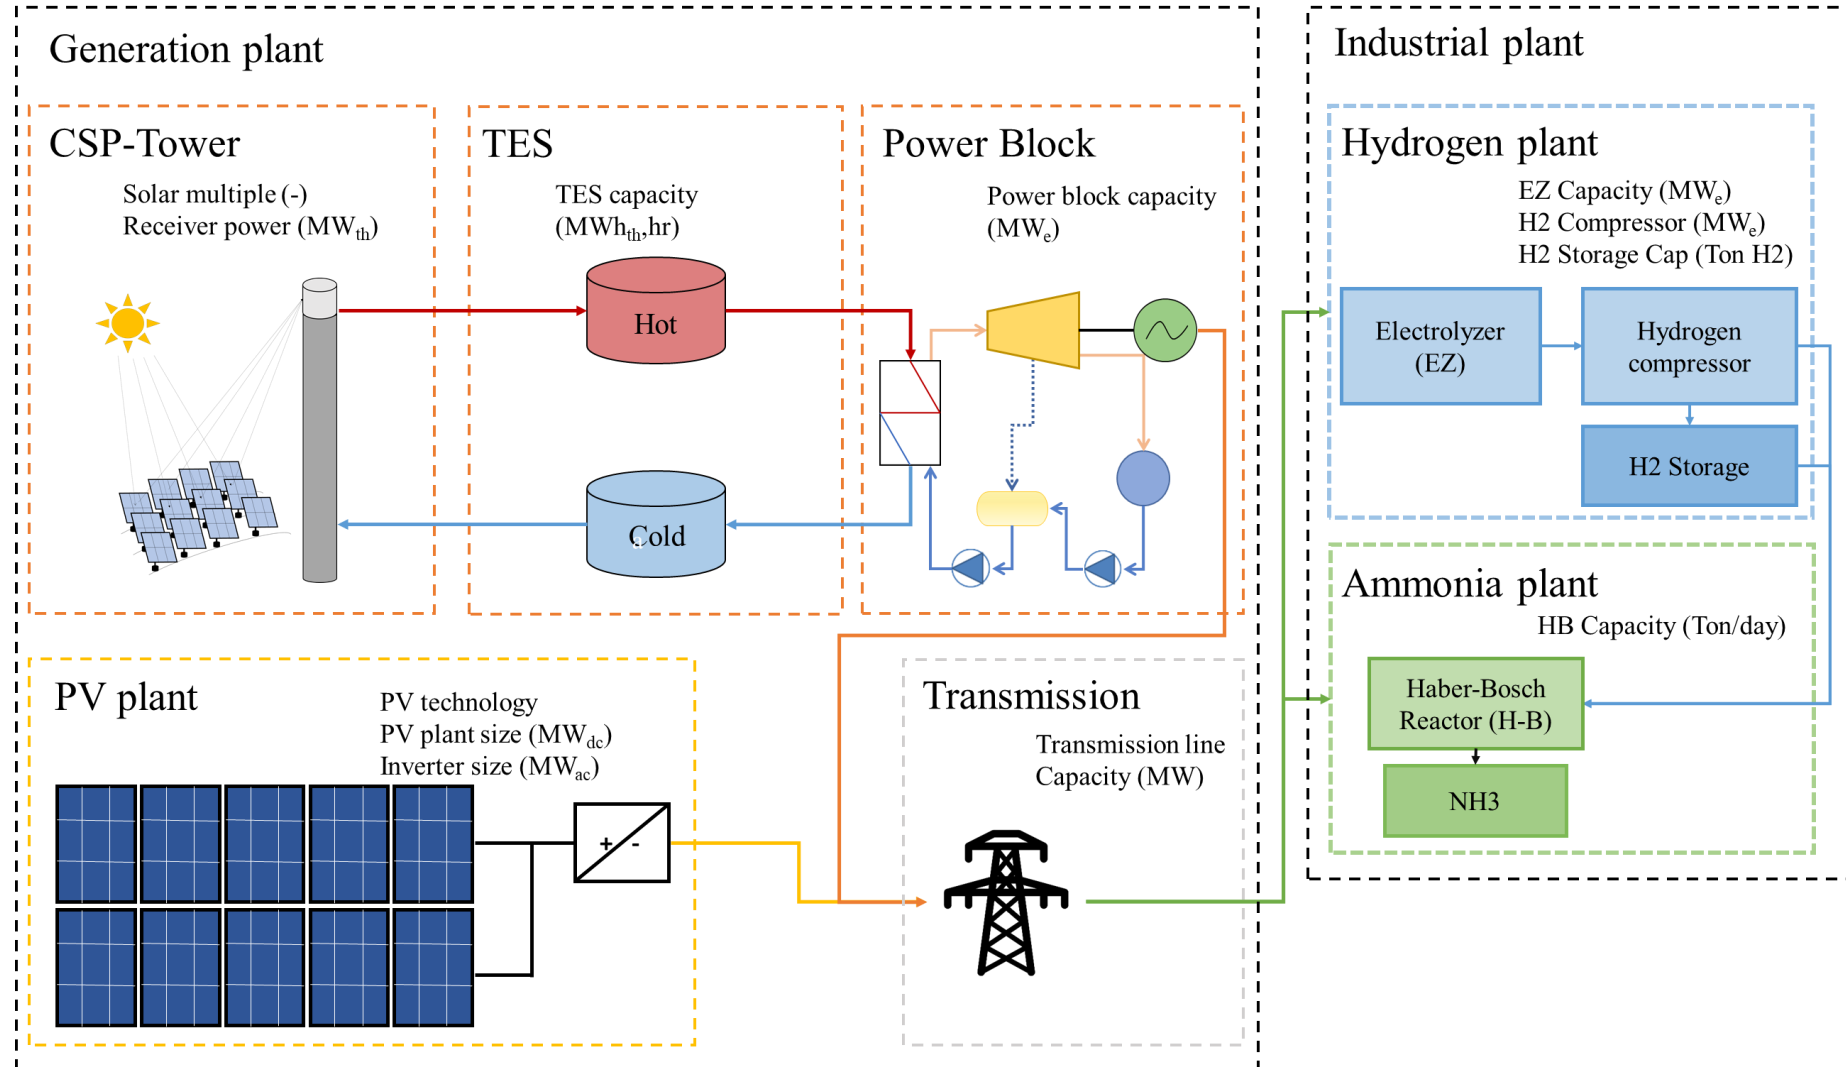 Generation plant
CSP-Tower
Solar multiple (-)
Receiver power (MWth)
TES
TES capacity
(MWhth,hr)
Hot
Cold
a
Power Block
Power block capacity
(MWe)
PV plant
PV technology
PV plant size (MWdc)
Inverter size (MWac)
+ -
Transmission
Transmission line
Capacity (MW)
Industrial plant
Hydrogen plant
EZ Capacity (MWe)
H2 Compressor (MWe)
H2 Storage Cap (Ton H2)
Electrolyzer
(EZ)
Hydrogen
compressor
H2 Storage
Ammonia plant
HB Capacity (Ton/day)
Haber-Bosch
Reactor (H-B)
NH3